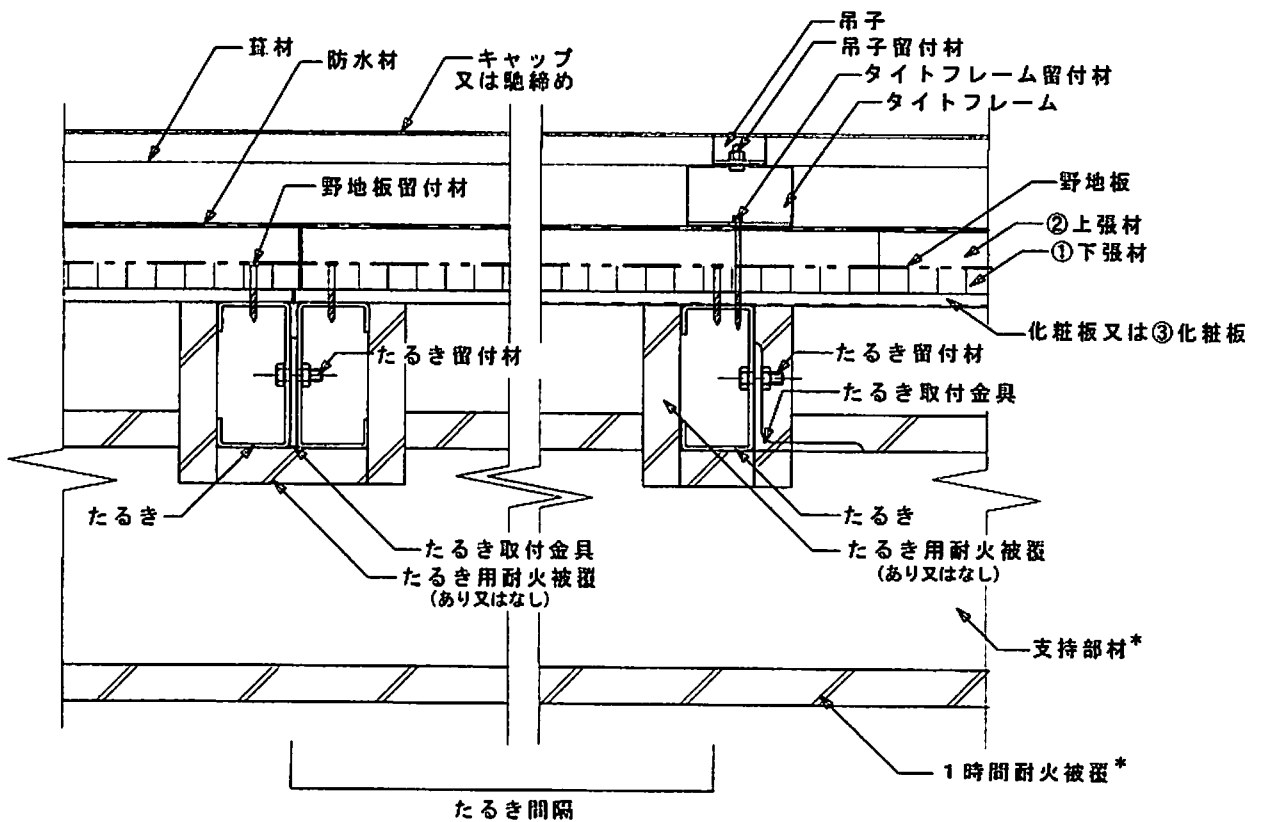 吊子
吊子留付材
タイトフレーム留付材
タイトフレーム
葺材
防水材
キャップ
又は馳締め
野地板留付材
野地板
②上張材
①下張材
化粧板又は③化粧板
たるき留付材
たるき留付材
たるき取付金具
たるき
たるき
たるき取付金具
たるき用耐火被覆
(あり又はなし)
たるき用耐火被覆
(あり又はなし)
支持部材*
1時間耐火被覆*
たるき間隔